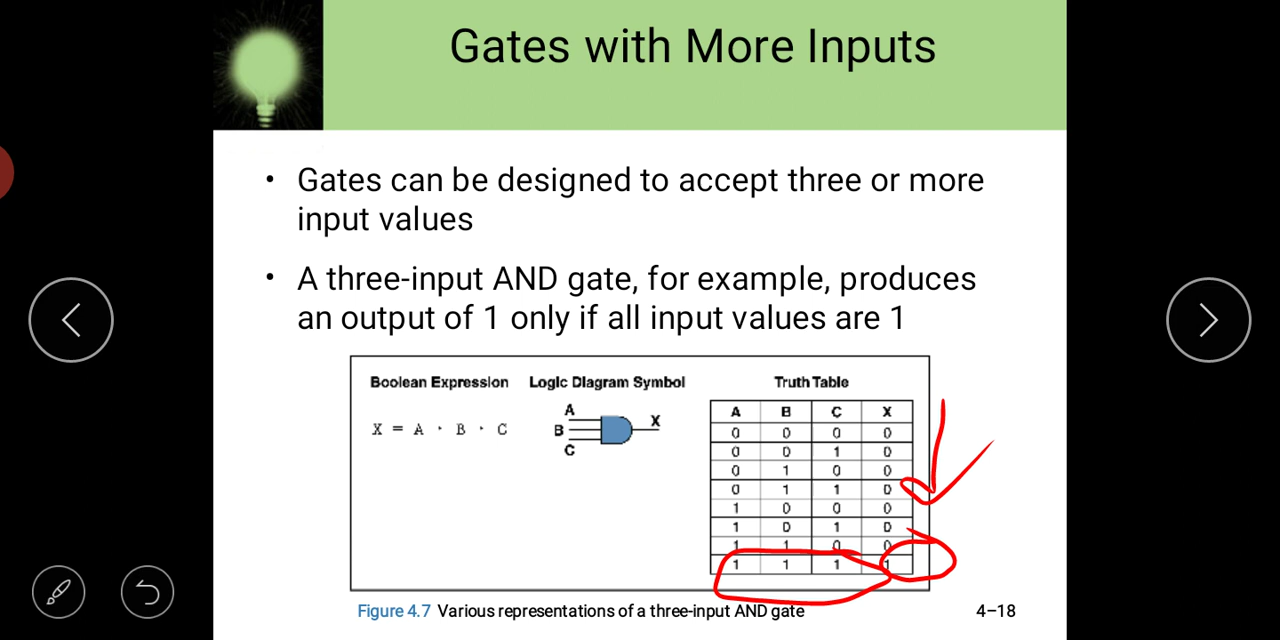 Gates with More Inputs
• Gates can be designed to accept three or more
input values
• A three-input AND gate, for example, produces
an output of 1 only if all input values are 1
Boolean Expression Logic Diagram Symbol Truth Table
X = A · B · C
A
B
C
X
A B C X
0 0 0 0
0 0 1 0
0 1 0 0
0 1 1 0
1 0 0 0
1 0 1 0
1 1 0 0
1 1 1 1
Figure 4.7 Various representations of a three-input AND gate 4–18